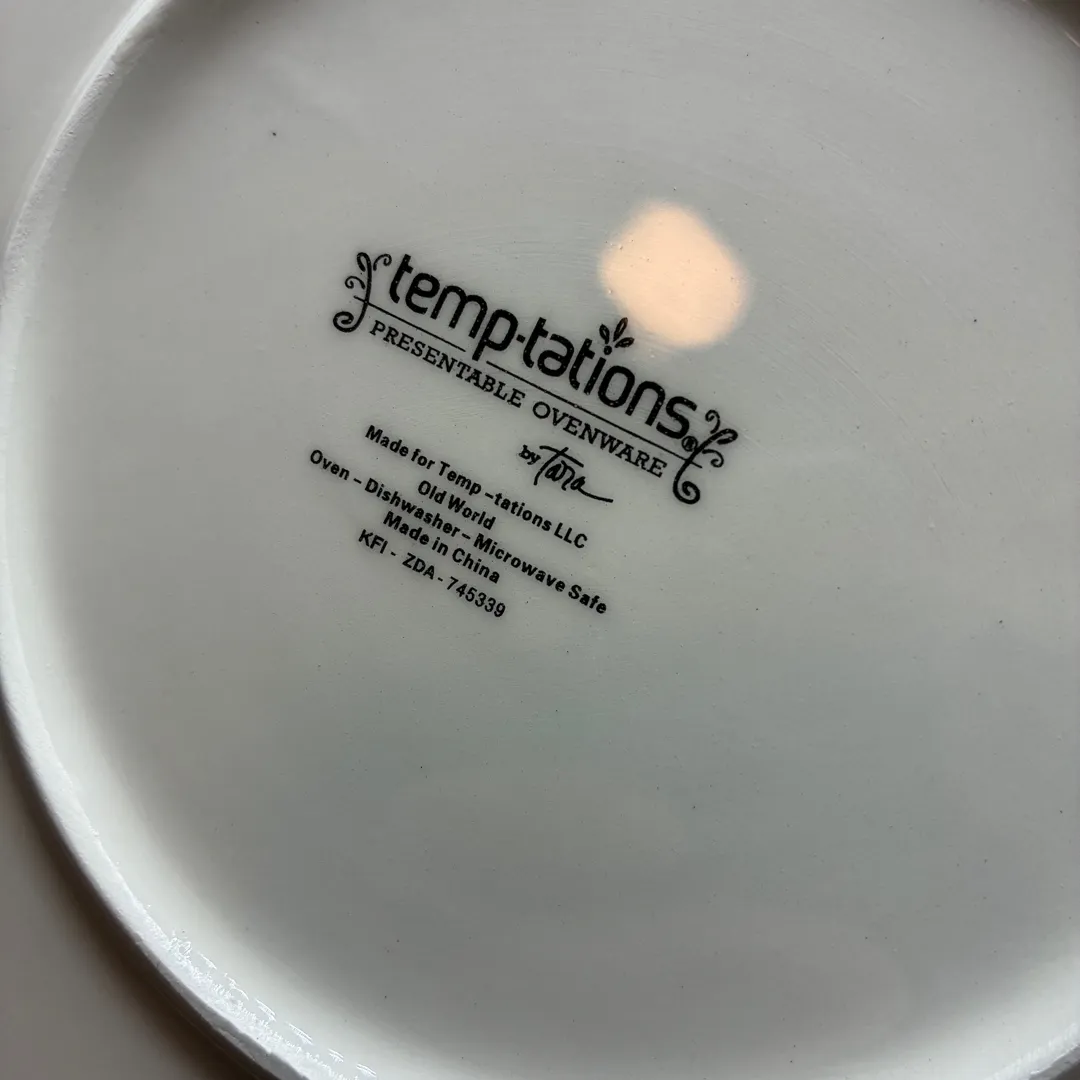 temp-tations®
PRESENTABLE OVENWARE
by Tara
Made for Temp-tations LLC
Old World
Oven - Dishwasher - Microwave Safe
Made in China
KFI - ZDA - 745339